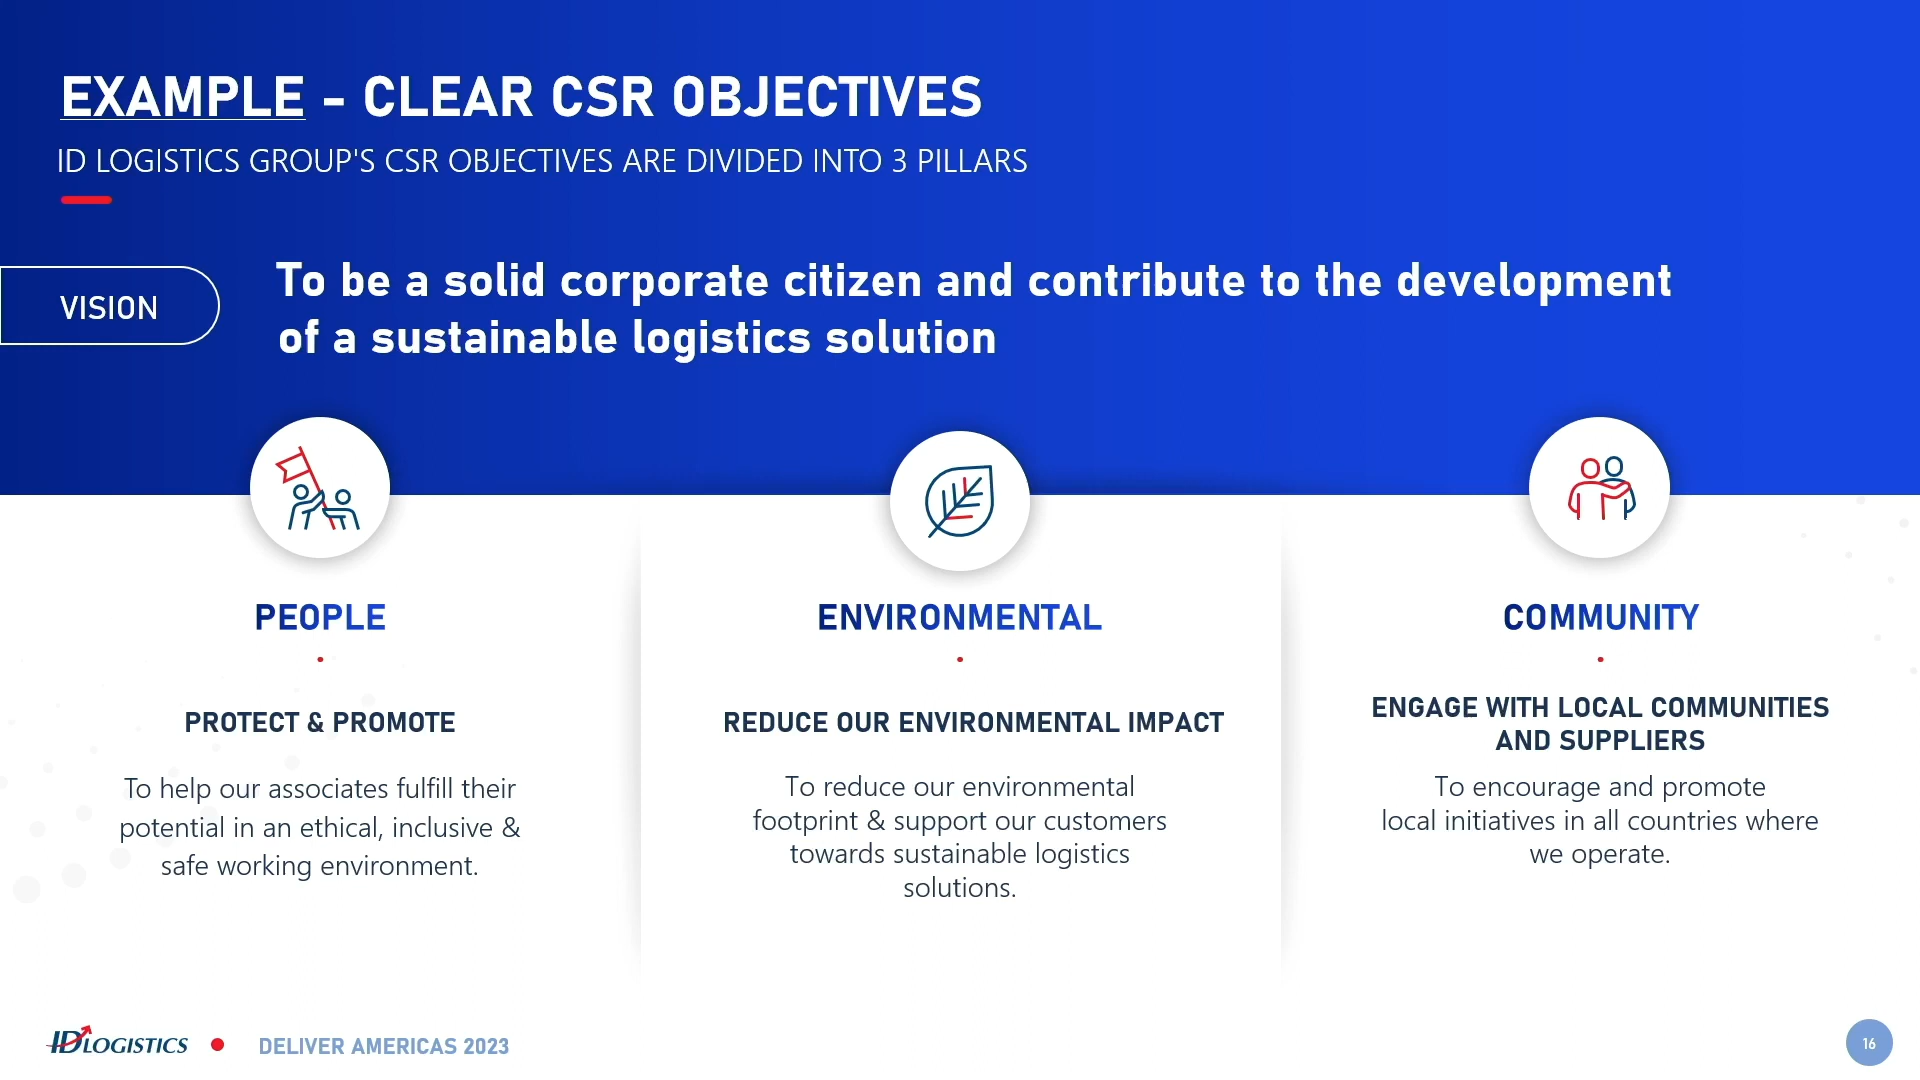 EXAMPLE - CLEAR CSR OBJECTIVES
ID LOGISTICS GROUP'S CSR OBJECTIVES ARE DIVIDED INTO 3 PILLARS
VISION
To be a solid corporate citizen and contribute to the development
of a sustainable logistics solution
PEOPLE
PROTECT & PROMOTE
To help our associates fulfill their
potential in an ethical, inclusive &
safe working environment.
ENVIRONMENTAL
REDUCE OUR ENVIRONMENTAL IMPACT
To reduce our environmental
footprint & support our customers
towards sustainable logistics
solutions.
COMMUNITY
ENGAGE WITH LOCAL COMMUNITIES
AND SUPPLIERS
To encourage and promote
local initiatives in all countries where
we operate.
ID LOGISTICS
DELIVER AMERICAS 2023
16